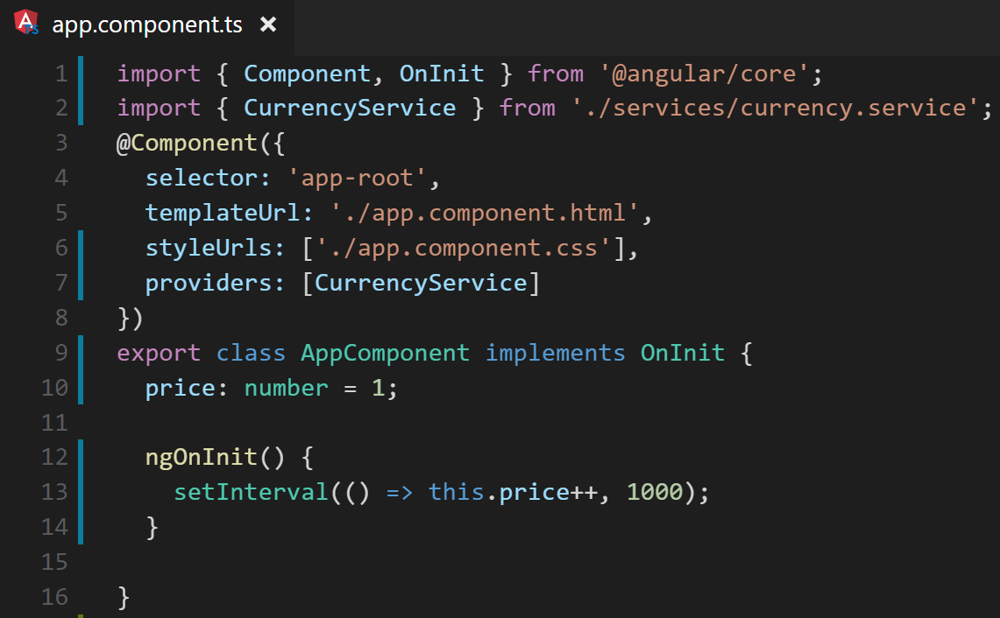 app.component.ts
1 import { Component, OnInit } from '@angular/core';
2 import { CurrencyService } from './services/currency.service';
3 @Component({
4   selector: 'app-root',
5   templateUrl: './app.component.html',
6   styleUrls: ['./app.component.css'],
7   providers: [CurrencyService]
8 })
9 export class AppComponent implements OnInit {
10   price: number = 1;
11
12   ngOnInit() {
13     setInterval(() => this.price++, 1000);
14   }
15
16 }